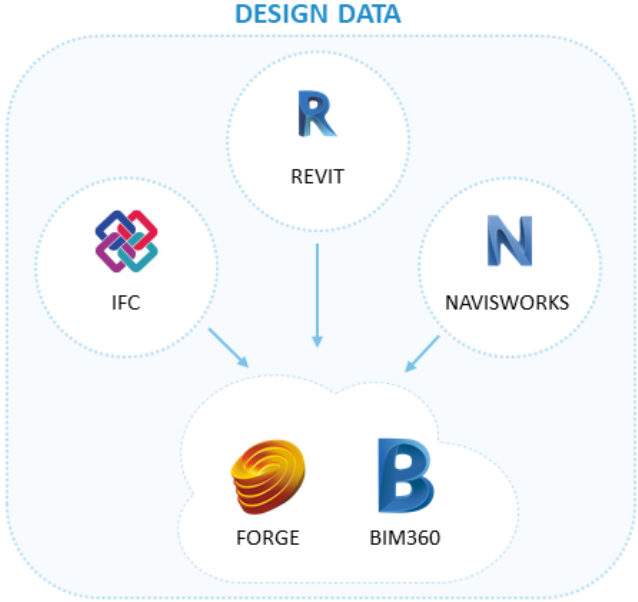 DESIGN DATA
REVIT
IFC
NAVISWORKS
FORGE
BIM360